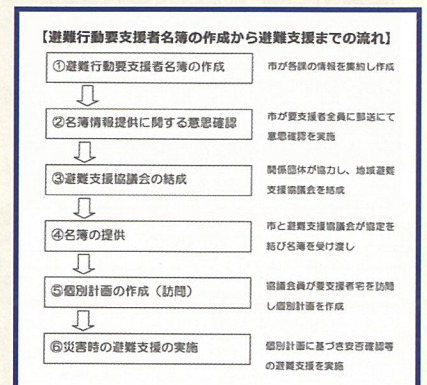 【避難行動要支援者名簿の作成から避難支援までの流れ】
①避難行動要支援者名簿の作成
市が各課の情報を集約し作成
②名簿情報提供に関する意思確認
市が要支援者全員に郵送にて
意思確認を実施
③避難支援協議会の結成
関係団体が協力し、地域避難
支援協議会を結成
④名簿の提供
市と避難支援協議会が協定を
結び名簿を受け渡し
⑤個別計画の作成（訪問）
協議会員が要支援者宅を訪問
し個別計画を作成
⑥災害時の避難支援の実施
個別計画に基づき安否確認等
の避難支援を実施